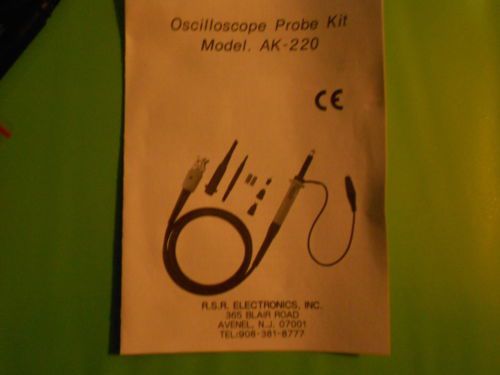 Oscilloscope Probe Kit
Model. AK-220
CE
R.S.R. ELECTRONICS, INC.
365 BLAIR ROAD
AVENEL, N.J. 07001
TEL:908-381-8777